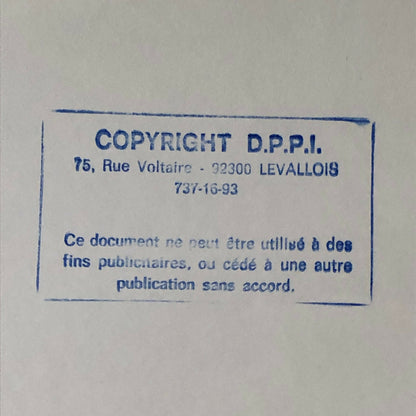 COPYRIGHT D.P.P.I.
75, Rue Voltaire - 92300 LEVALLOIS
737-16-93
Ce document ne peut être utilisé à des
fins publicitaires, ou cédé à une autre
publication sans accord.